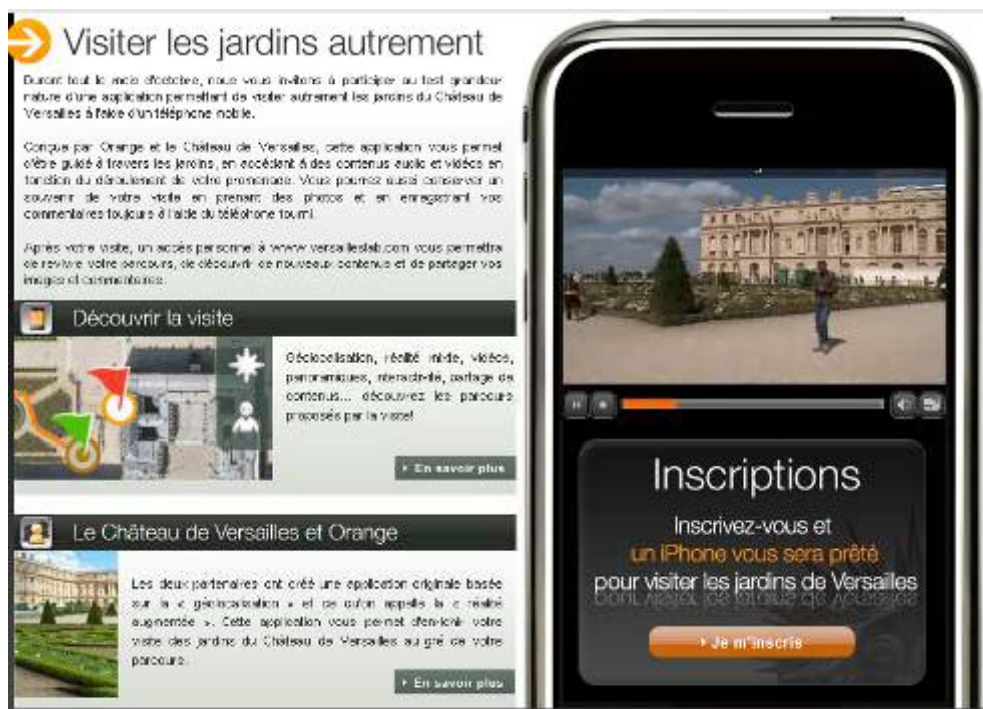 Visiter les jardins autrement
Durant tout le mois d'octobre, nous vous invitons à participer au test grandeur
nature d'une application permettant de visiter autrement les jardins du Château de
Versailles à l'aide d'un téléphone mobile.
Conçue par Orange et le Château de Versailles, cette application vous permet
d'être guidé à travers les jardins, en accédant à des contenus audio et vidéos en
fonction du déroulement de votre promenade. Vous pourrez aussi conserver un
souvenir de votre visite en prenant des photos et en enregistrant vos
commentaires toujours à l'aide du téléphone fourni.
Après votre visite, un accès personnel à www.versailleslab.com vous permettra
de revivre votre parcours, de découvrir de nouveaux contenus et de partager vos
images et commentaires.
Découvrir la visite
Géolocalisation, réalité mixte, vidéos,
panoramiques, interactivité, partage de
contenus... découvrez les parcours
proposés par la visite!
En savoir plus
Le Château de Versailles et Orange
Les deux partenaires ont créé une application originale basée
sur la « géolocalisation » et ce qu'on appelle la « réalité
augmentée ». Cette application vous permet d'enrichir votre
visite des jardins du Château de Versailles au gré de votre
parcours.
En savoir plus
Inscriptions
Inscrivez-vous et
un iPhone vous sera prêté
pour visiter les jardins de Versailles
Je m'inscris